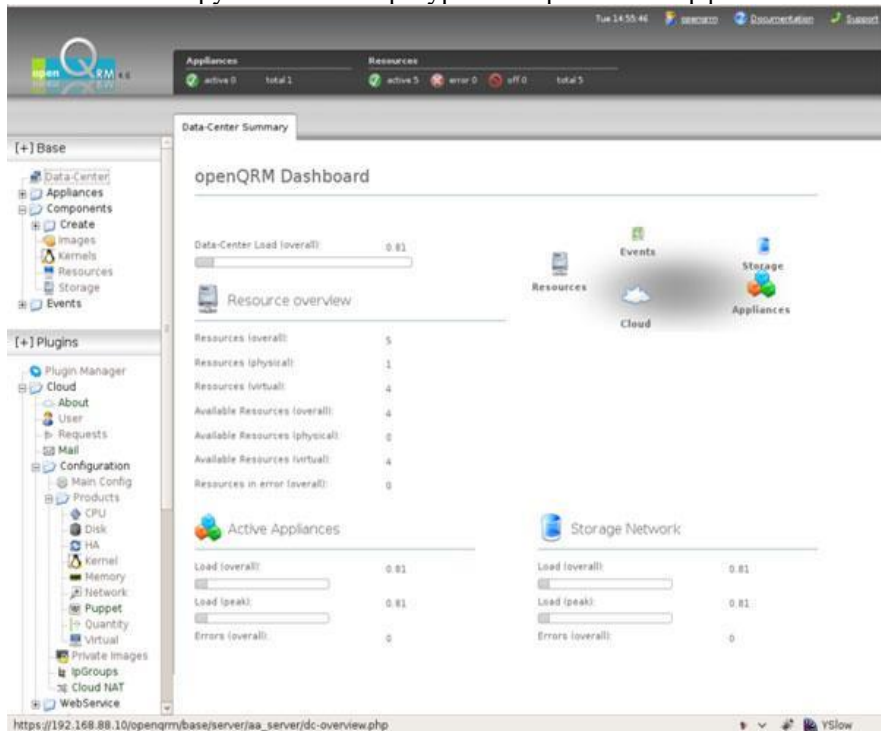 Tue 14:55:46 openqrm Documentation Support
open QRM 4.6
Appliances
active 0 total 1
Resources
active 5 error 0 off 0 total 5
Data-Center Summary
[+] Base
Data-Center
Appliances
Components
Create
Images
Kernels
Resources
Storage
Events
[+] Plugins
Plugin Manager
Cloud
About
User
Requests
Mail
Configuration
Main Config
Products
CPU
Disk
HA
Kernel
Memory
Network
Puppet
Quantity
Virtual
Private Images
IpGroups
Cloud NAT
WebService
openQRM Dashboard
Data-Center Load (overall): 0.81
Resource overview
Resources (overall): 5
Resources (physical): 1
Resources (virtual): 4
Available Resources (overall): 4
Available Resources (physical): 0
Available Resources (virtual): 4
Resources in error (overall): 0
Events
Resources
Storage
Cloud
Appliances
Active Appliances
Load (overall): 0.81
Load (peak): 0.81
Errors (overall): 0
Storage Network
Load (overall): 0.81
Load (peak): 0.81
Errors (overall): 0
https://192.168.88.10/openqrm/base/server/aa_server/dc-overview.php
YSlow